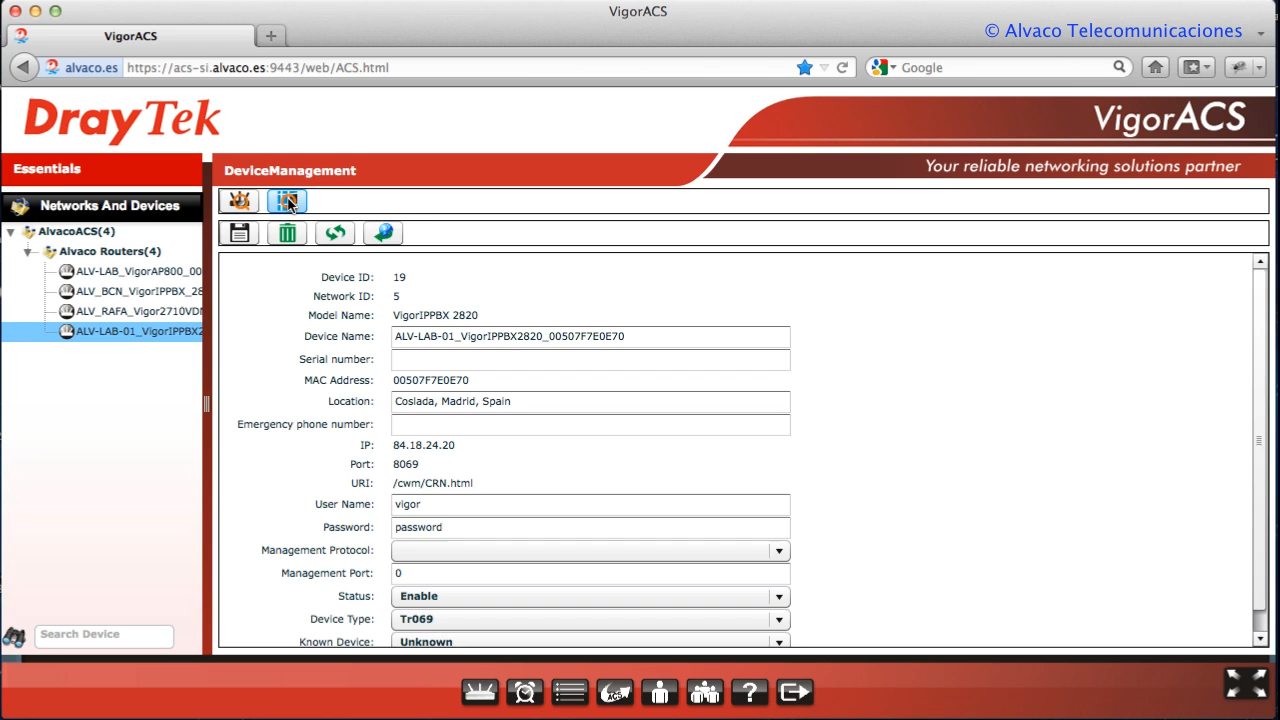 VigorACS
VigorACS
© Alvaco Telecomunicaciones
alvaco.es
https://acs-si.alvaco.es:9443/web/ACS.html
Google
DrayTek
VigorACS
Your reliable networking solutions partner
Essentials
DeviceManagement
Networks And Devices
AlvacoACS(4)
Alvaco Routers(4)
ALV-LAB_VigorAP800_00
ALV_BCN_VigorIPPBX_28
ALV_RAFA_Vigor2710VDN
ALV-LAB-01_VigorIPPBX2
Device ID: 19
Network ID: 5
Model Name: VigorIPPBX 2820
Device Name: ALV-LAB-01_VigorIPPBX2820_00507F7E0E70
Serial number:
MAC Address: 00507F7E0E70
Location: Coslada, Madrid, Spain
Emergency phone number:
IP: 84.18.24.20
Port: 8069
URI: /cwm/CRN.html
User Name: vigor
Password: password
Management Protocol:
Management Port: 0
Status: Enable
Device Type: Tr069
Known Device: Unknown
Search Device
ACS
?